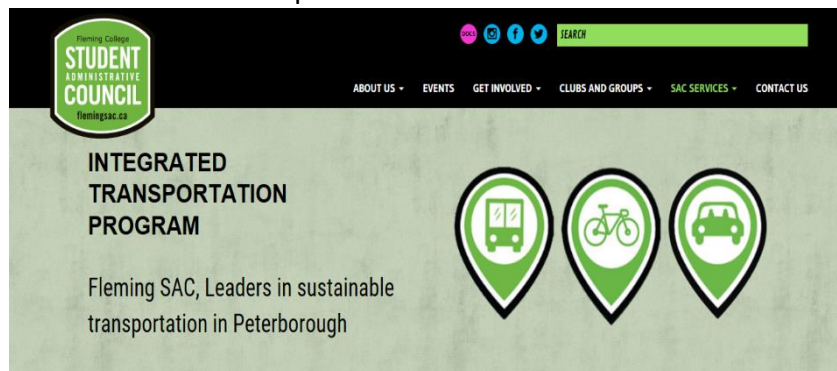 Fleming College
STUDENT
ADMINISTRATIVE
COUNCIL
flemingsac.ca
DOCS
SEARCH
ABOUT US EVENTS GET INVOLVED CLUBS AND GROUPS SAC SERVICES CONTACT US
INTEGRATED
TRANSPORTATION
PROGRAM
Fleming SAC, Leaders in sustainable
transportation in Peterborough